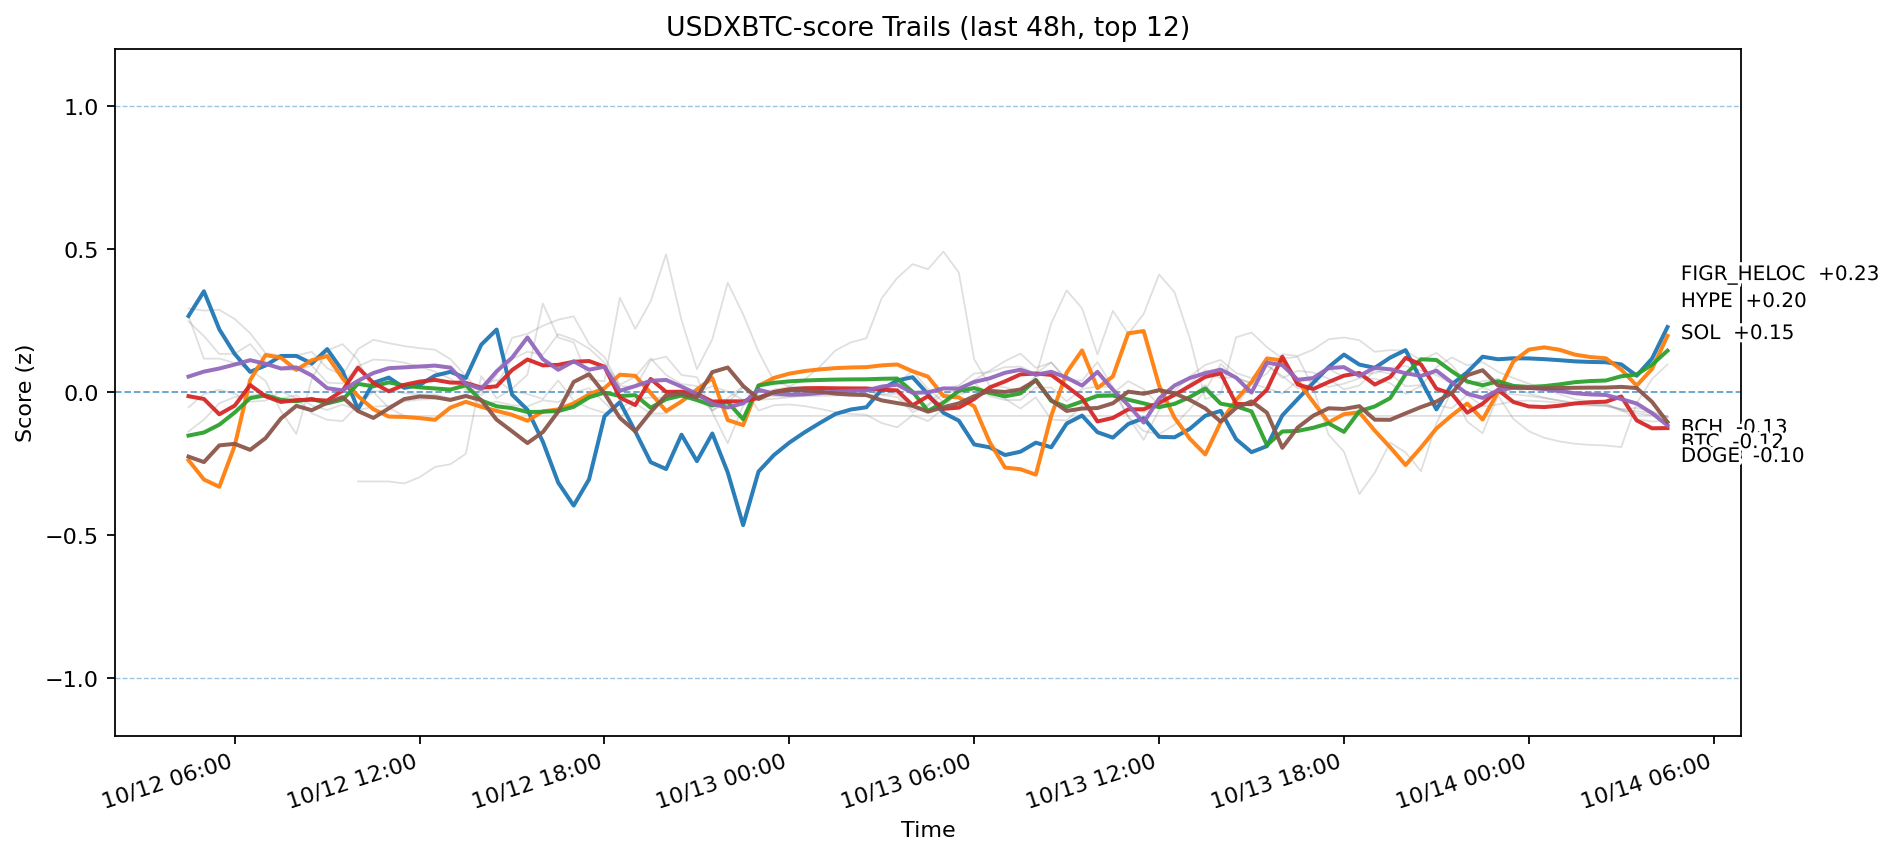 USDXBTC-score Trails (last 48h, top 12)
Score (z)
1.0
0.5
0.0
−0.5
−1.0
FIGR_HELOC +0.23
HYPE +0.20
SOL +0.15
BCH -0.13
BTC -0.12
DOGE -0.10
10/12 06:00
10/12 12:00
10/12 18:00
10/13 00:00
10/13 06:00
10/13 12:00
10/13 18:00
10/14 00:00
10/14 06:00
Time